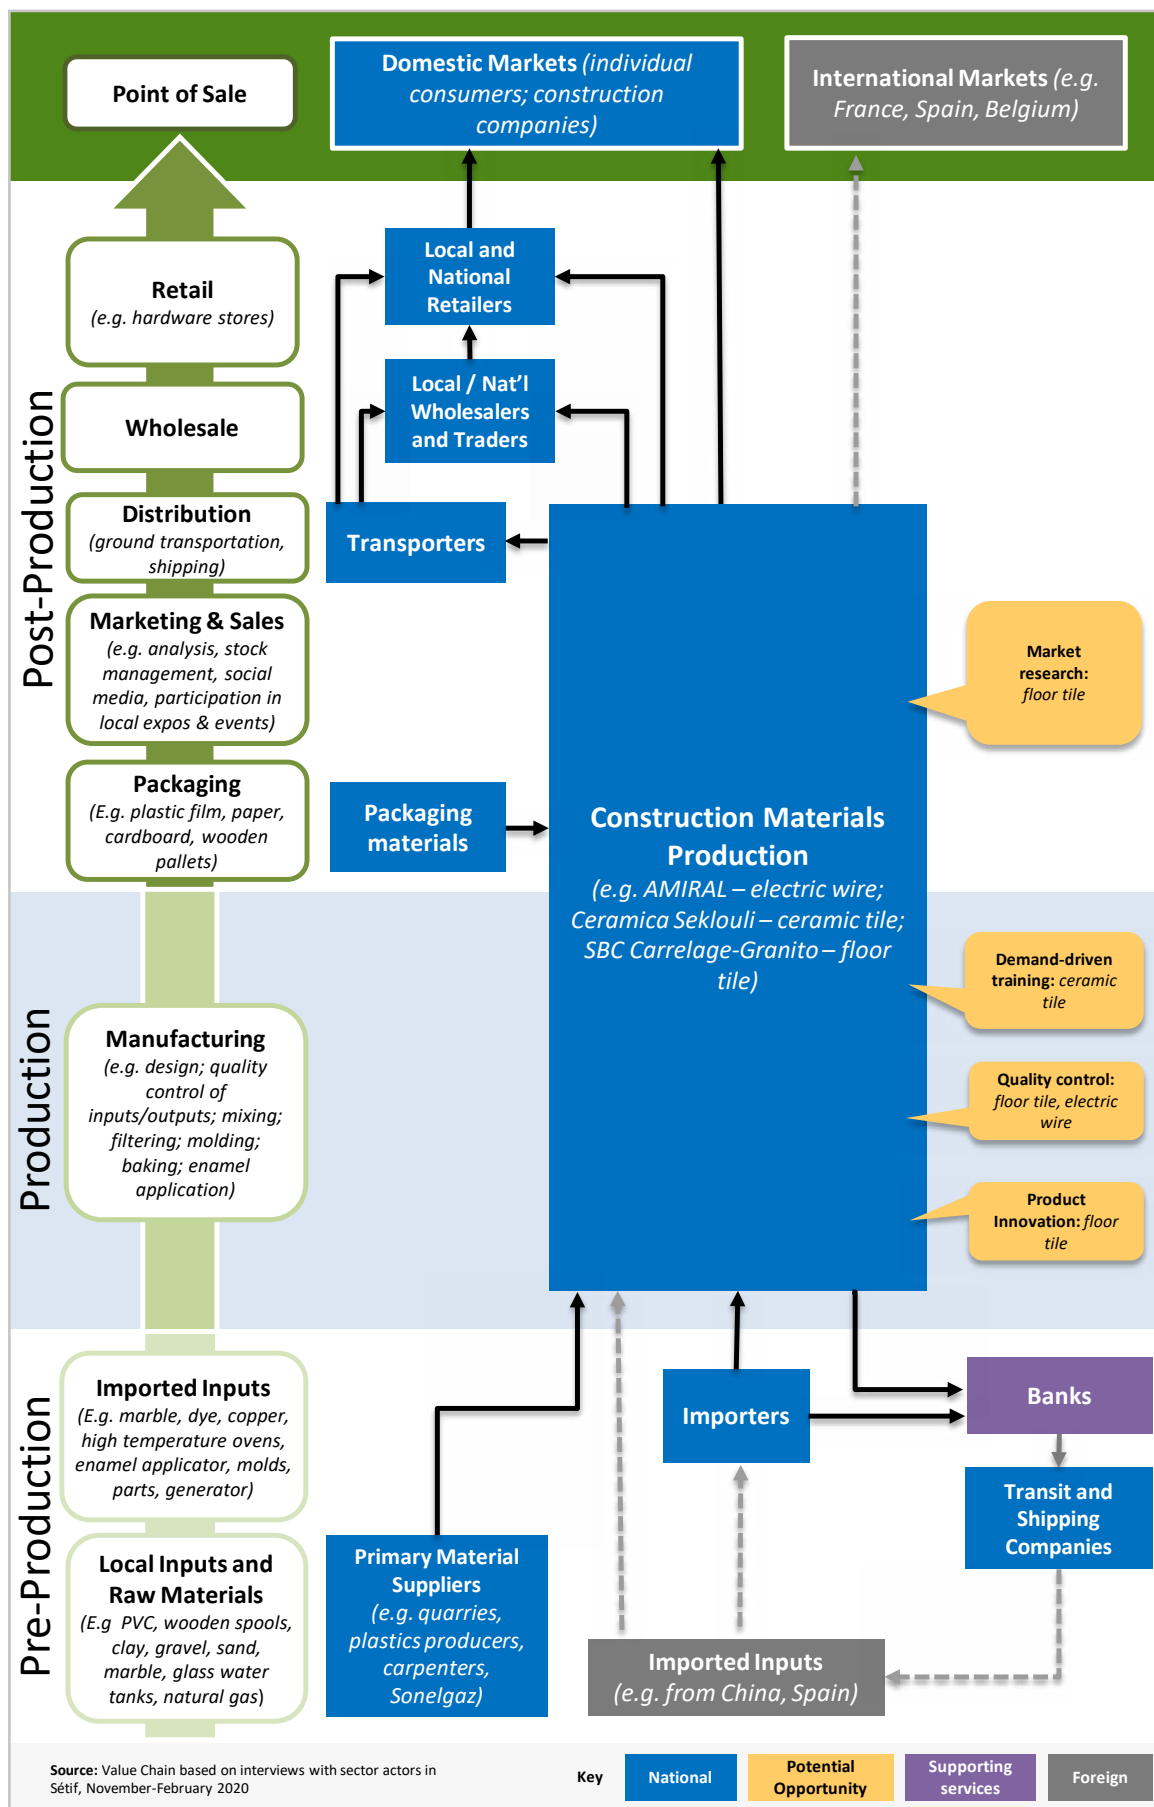 Point of Sale
Domestic Markets (individual
consumers; construction
companies)
International Markets (e.g.
France, Spain, Belgium)
Post-Production
Retail
(e.g. hardware stores)
Local and
National
Retailers
Wholesale
Local / Nat’l
Wholesalers
and Traders
Distribution
(ground transportation,
shipping)
Transporters
Marketing & Sales
(e.g. analysis, stock
management, social
media, participation in
local expos & events)
Market
research:
floor tile
Packaging
(E.g. plastic film, paper,
cardboard, wooden
pallets)
Packaging
materials
Construction Materials
Production
(e.g. AMIRAL – electric wire;
Ceramica Seklouli – ceramic tile;
SBC Carrelage-Granito – floor
tile)
Production
Manufacturing
(e.g. design; quality
control of
inputs/outputs; mixing;
filtering; molding;
baking; enamel
application)
Demand-driven
training: ceramic
tile
Quality control:
floor tile, electric
wire
Product
Innovation: floor
tile
Pre-Production
Imported Inputs
(E.g. marble, dye, copper,
high temperature ovens,
enamel applicator, molds,
parts, generator)
Importers
Banks
Transit and
Shipping
Companies
Local Inputs and
Raw Materials
(E.g PVC, wooden spools,
clay, gravel, sand,
marble, glass water
tanks, natural gas)
Primary Material
Suppliers
(e.g. quarries,
plastics producers,
carpenters,
Sonelgaz)
Imported Inputs
(e.g. from China, Spain)
Source: Value Chain based on interviews with sector actors in
Sétif, November-February 2020
Key
National
Potential
Opportunity
Supporting
services
Foreign